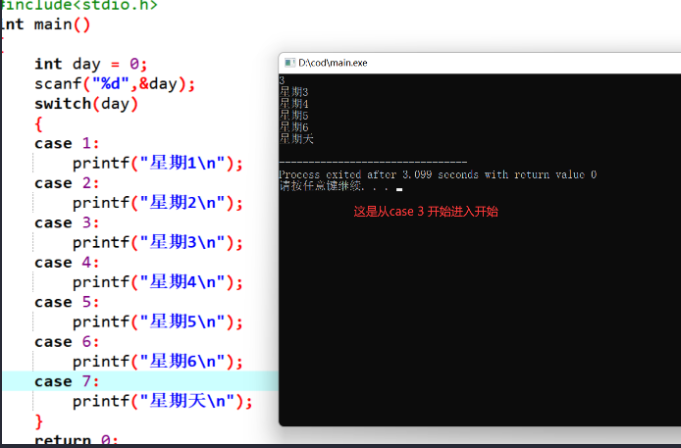 #include<stdio.h>
int main()
{
int day = 0;
scanf("%d",&day);
switch(day)
{
case 1:
printf("星期1\n");
case 2:
printf("星期2\n");
case 3:
printf("星期3\n");
case 4:
printf("星期4\n");
case 5:
printf("星期5\n");
case 6:
printf("星期6\n");
case 7:
printf("星期天\n");
}
return 0;
D:\cod\main.exe
3
星期3
星期4
星期5
星期6
星期天
--------------------------------
Process exited after 3.099 seconds with return value 0
请按任意键继续. . .
这是从case 3 开始进入开始